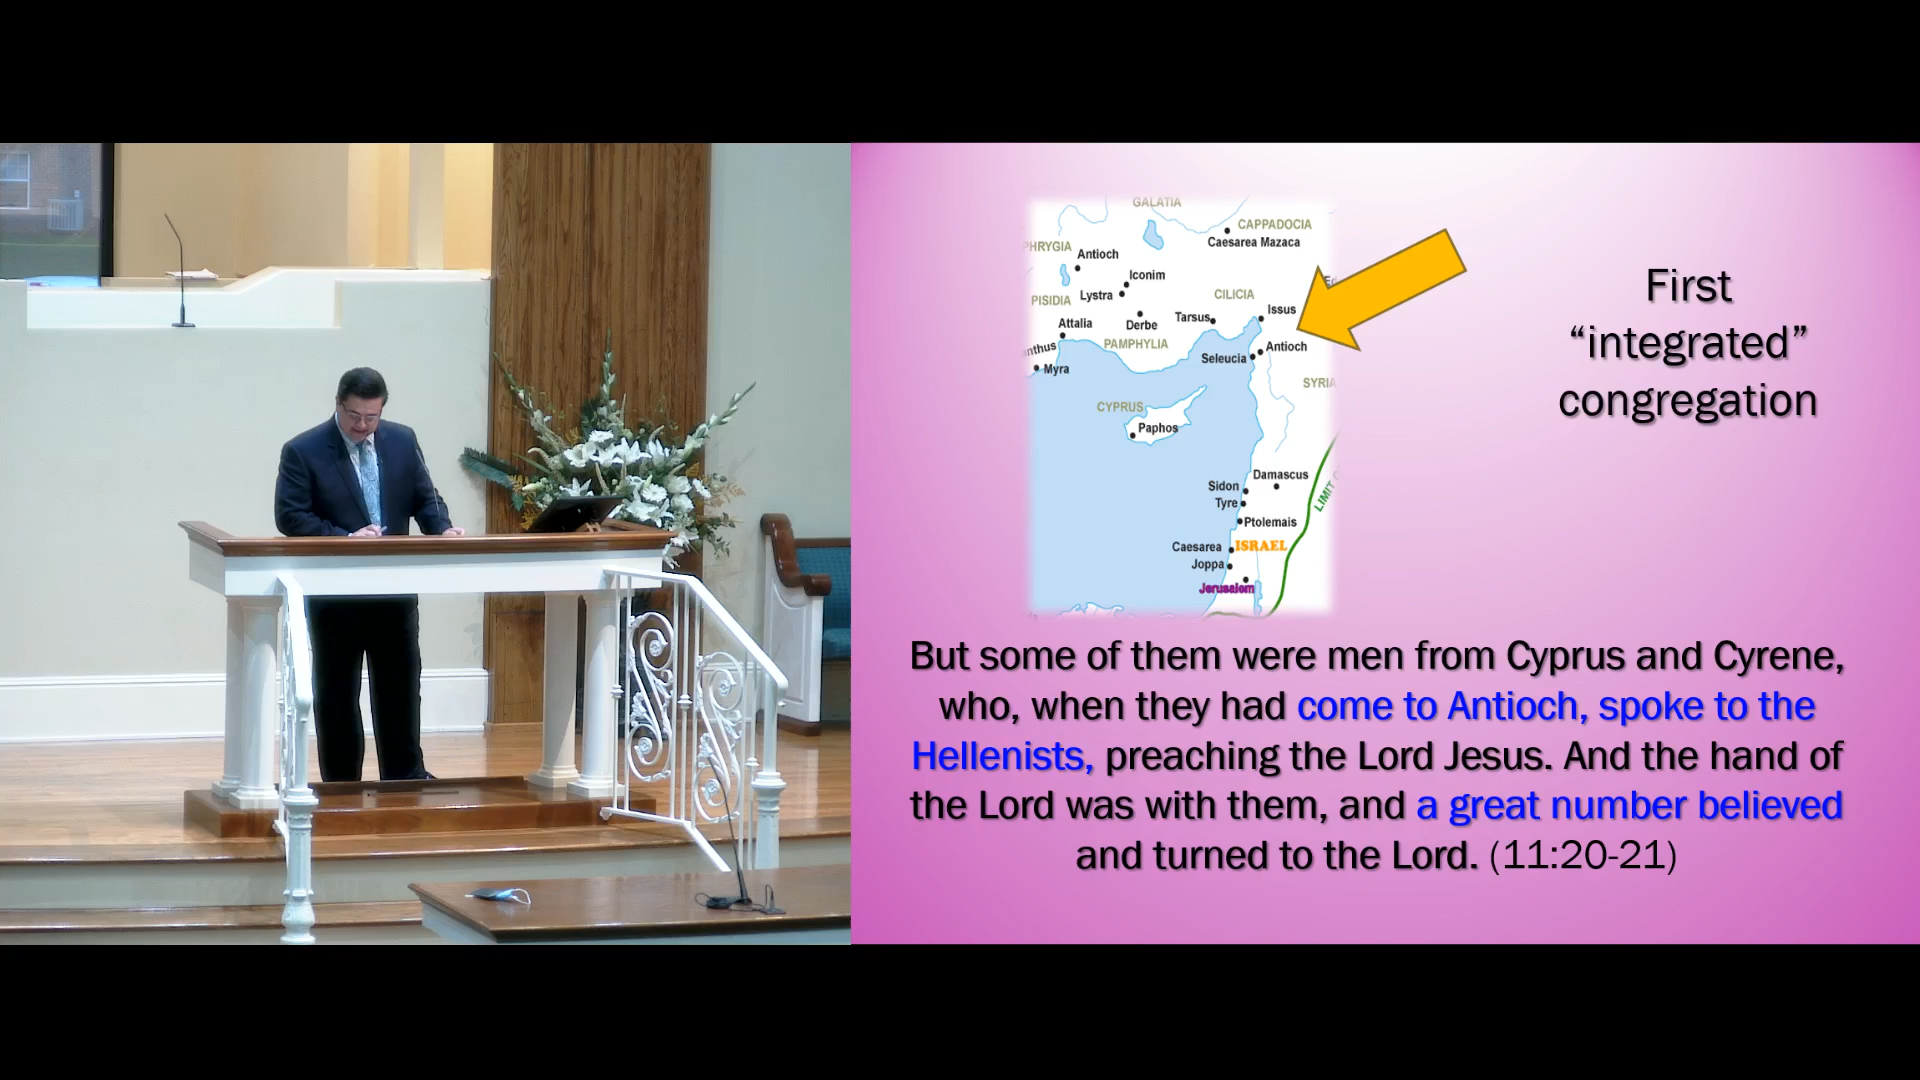 GALATIA
CAPPADOCIA
Caesarea Mazaca
PHRYGIA
Antioch
Iconim
Lystra
PISIDIA
CILICIA
Issus
Attalia
Derbe
Tarsus
PAMPHYLIA
Antioch
Seleucia
Myra
SYRIA
CYPRUS
Paphos
Damascus
Sidon
Tyre
Ptolemais
LIMIT
Caesarea
ISRAEL
Joppa
Jerusalem
First
“integrated”
congregation
But some of them were men from Cyprus and Cyrene,
who, when they had come to Antioch, spoke to the
Hellenists, preaching the Lord Jesus. And the hand of
the Lord was with them, and a great number believed
and turned to the Lord. (11:20-21)